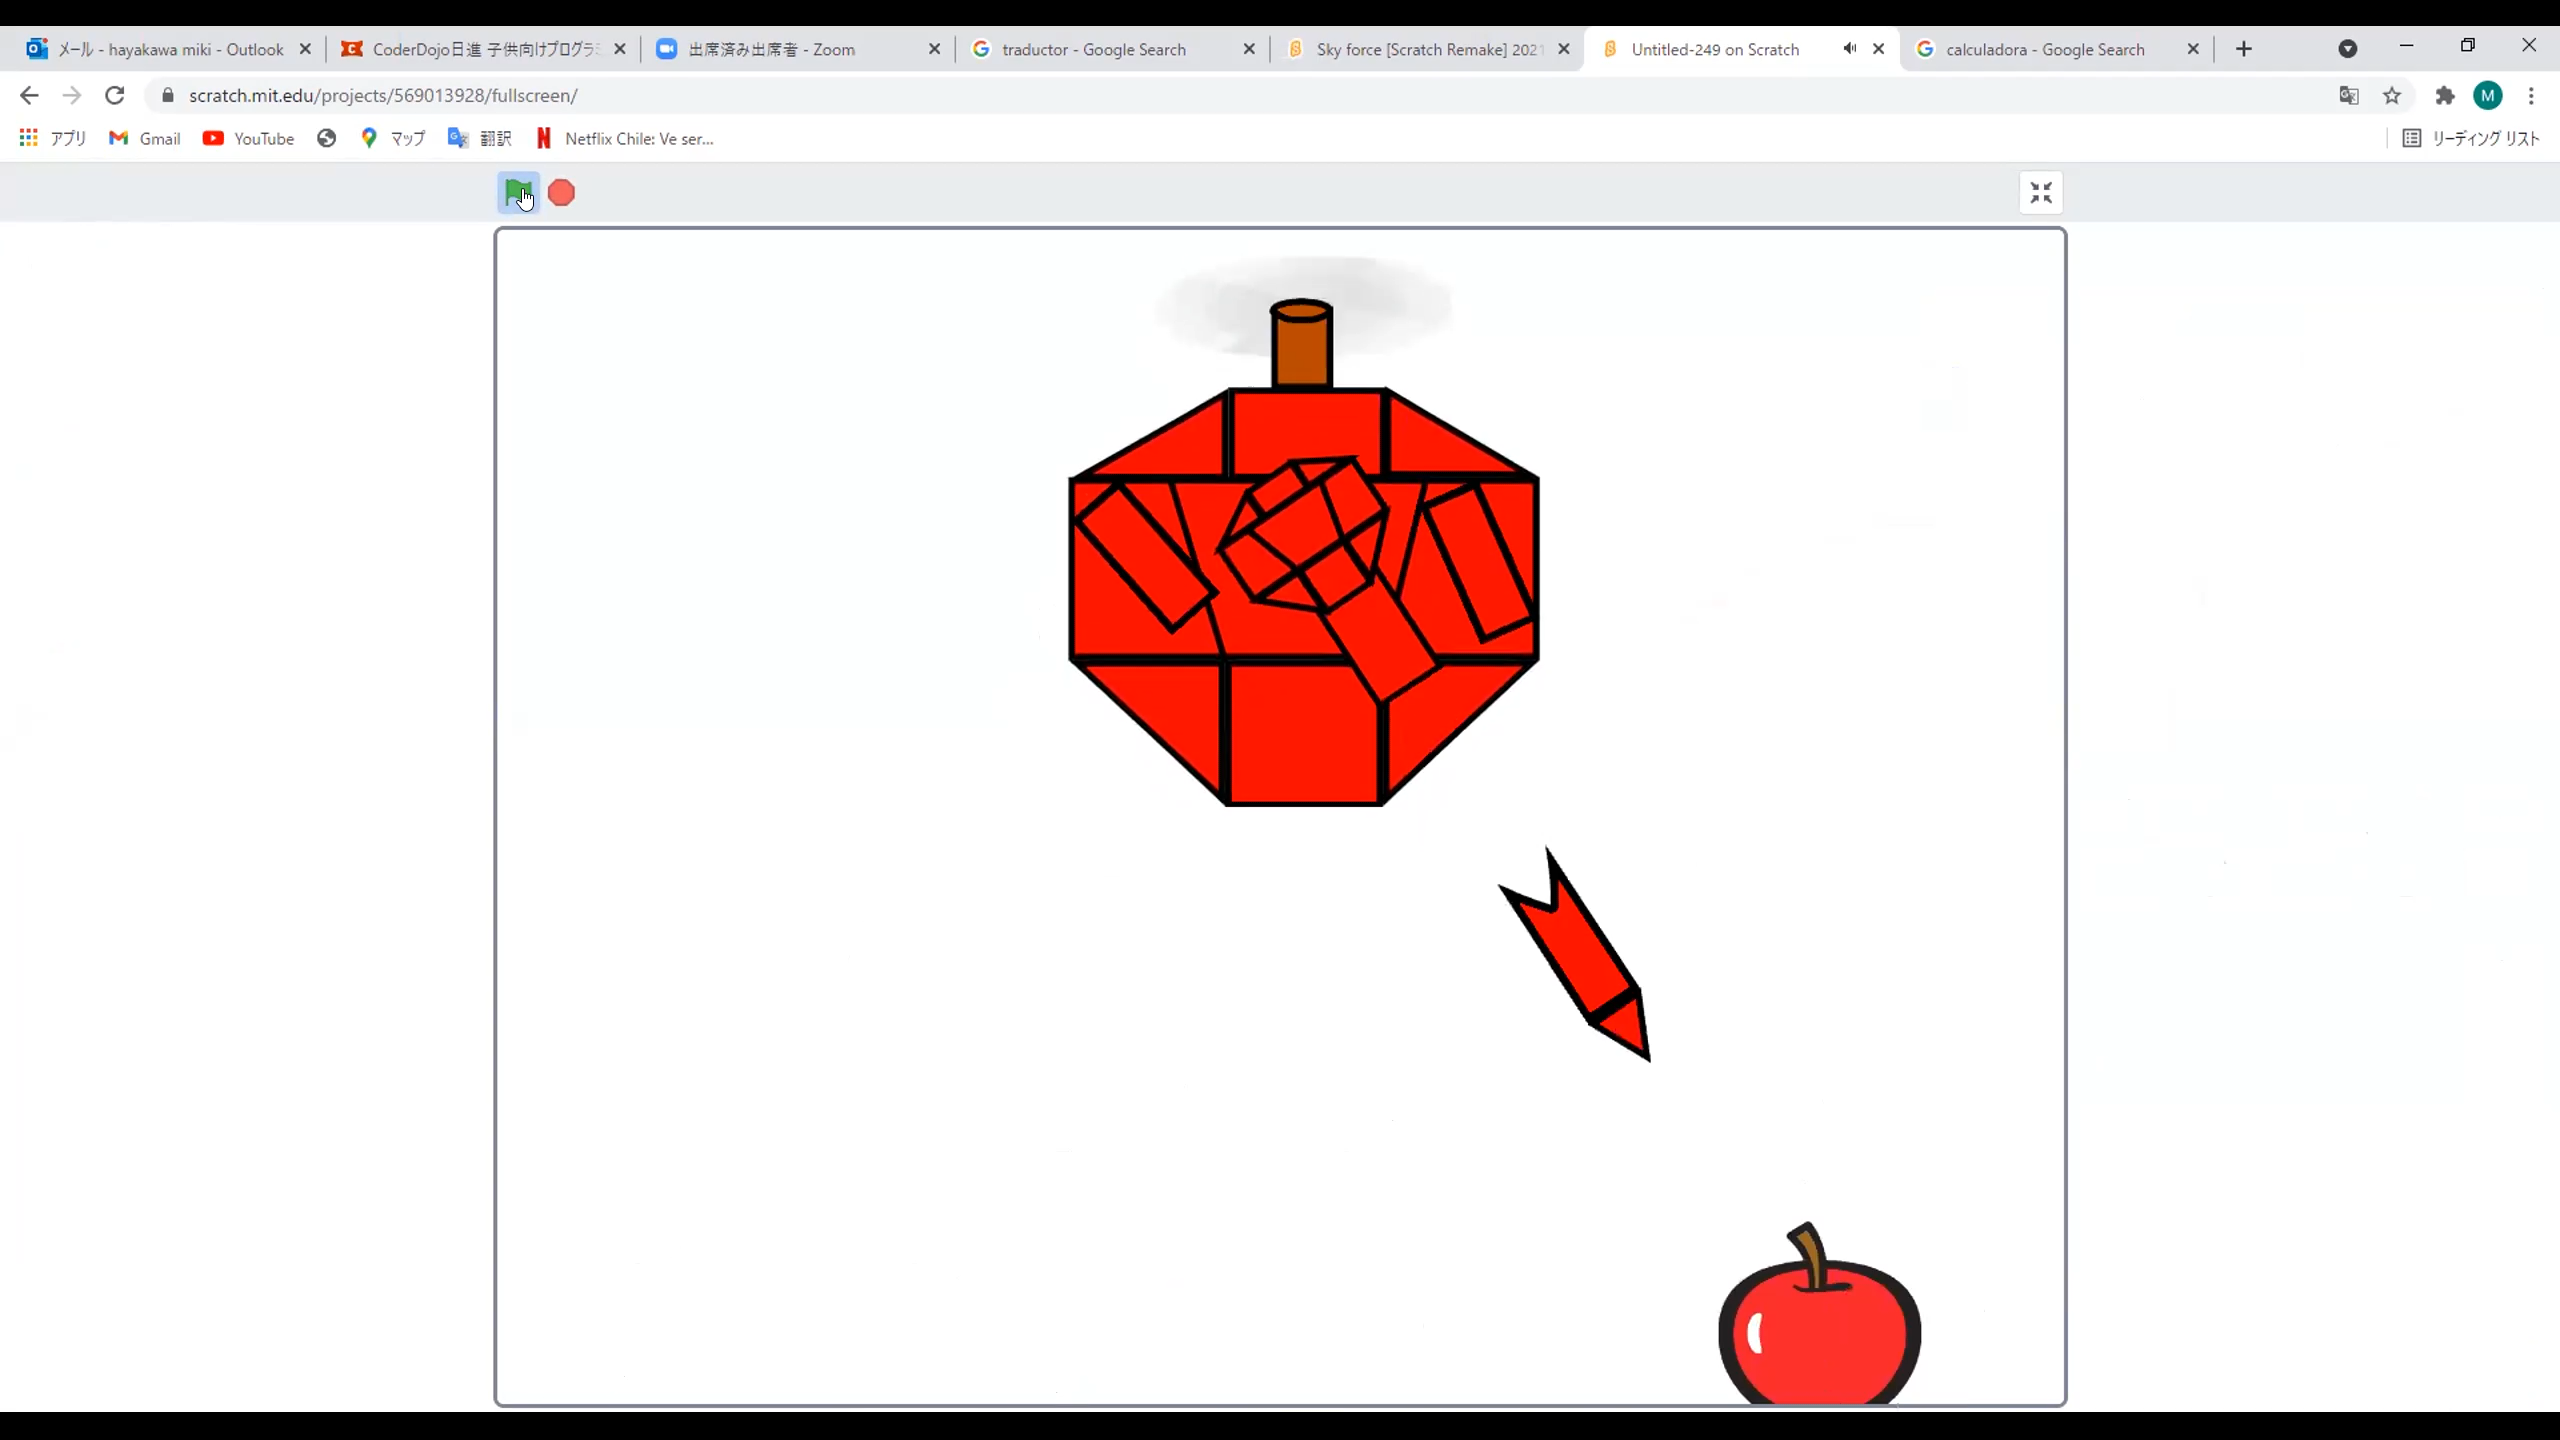 メール - hayakawa miki - Outlook
CoderDojo日進 子供向けプログラミ
出席済み出席者 - Zoom
traductor - Google Search
Sky force [Scratch Remake] 2021
Untitled-249 on Scratch
calculadora - Google Search
scratch.mit.edu/projects/569013928/fullscreen/
M
アプリ
Gmail
YouTube
マップ
翻訳
Netflix Chile: Ve ser...
リーディング リスト